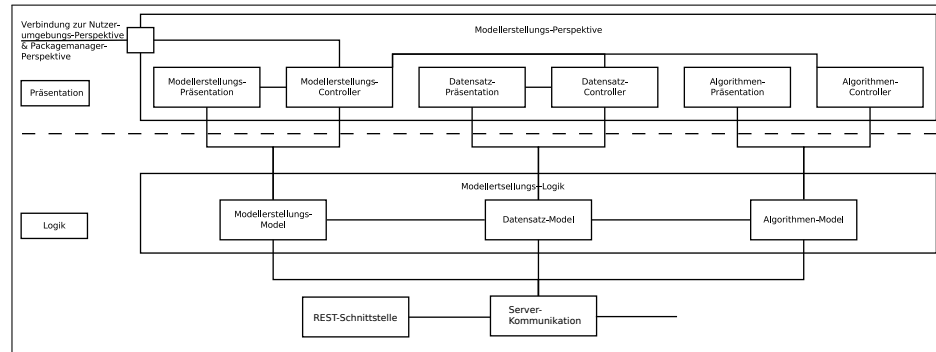 Verbindung zur Nutzer-
umgebungs-Perspektive
& Packagemanager-
Perspektive
Modellerstellungs-Perspektive
Präsentation
Modellerstellungs-
Präsentation
Modellerstellungs-
Controller
Datensatz-
Präsentation
Datensatz-
Controller
Algorithmen-
Präsentation
Algorithmen-
Controller
Modellertsellungs-Logik
Logik
Modellerstellungs-
Model
Datensatz-Model
Algorithmen-Model
REST-Schnittstelle
Server-
Kommunikation